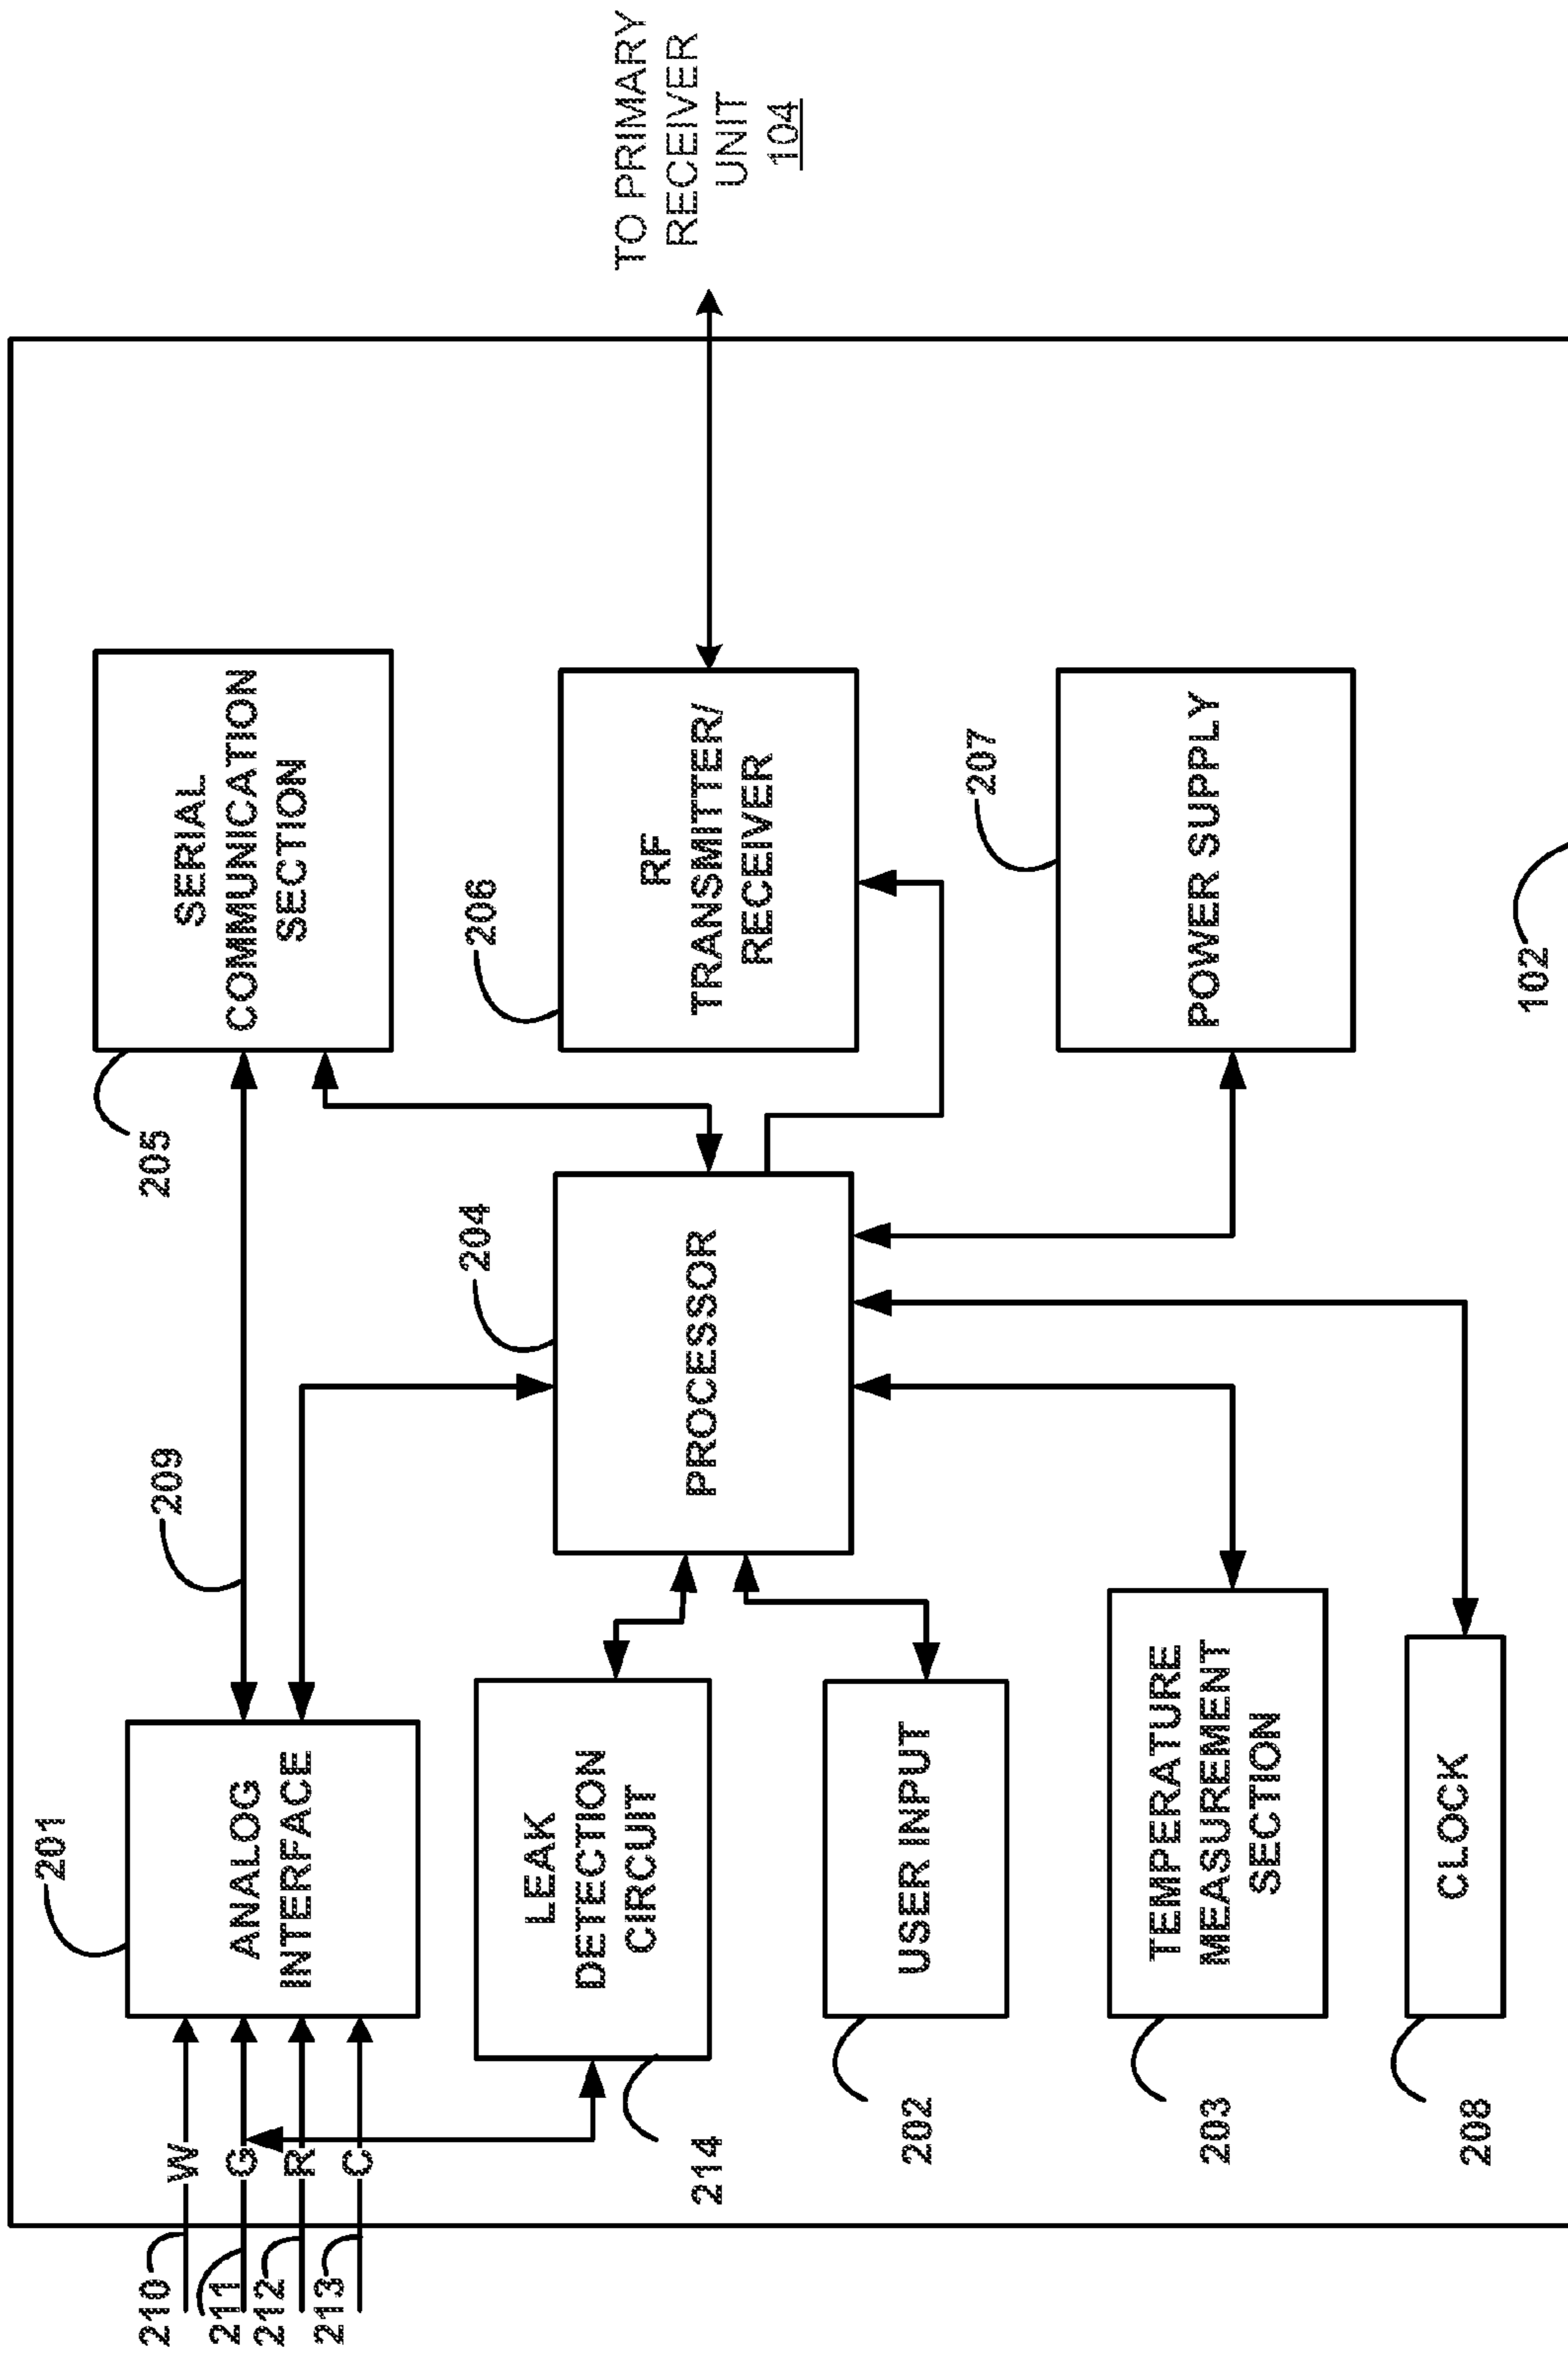 210
W
211
G
212
R
213
C
201
ANALOG
INTERFACE
209
205
SERIAL
COMMUNICATION
SECTION
214
LEAK
DETECTION
CIRCUIT
204
PROCESSOR
206
RF
TRANSMITTER/
RECEIVER
TO PRIMARY
RECEIVER
UNIT
104
202
USER INPUT
207
POWER SUPPLY
203
TEMPERATURE
MEASUREMENT
SECTION
208
CLOCK
102